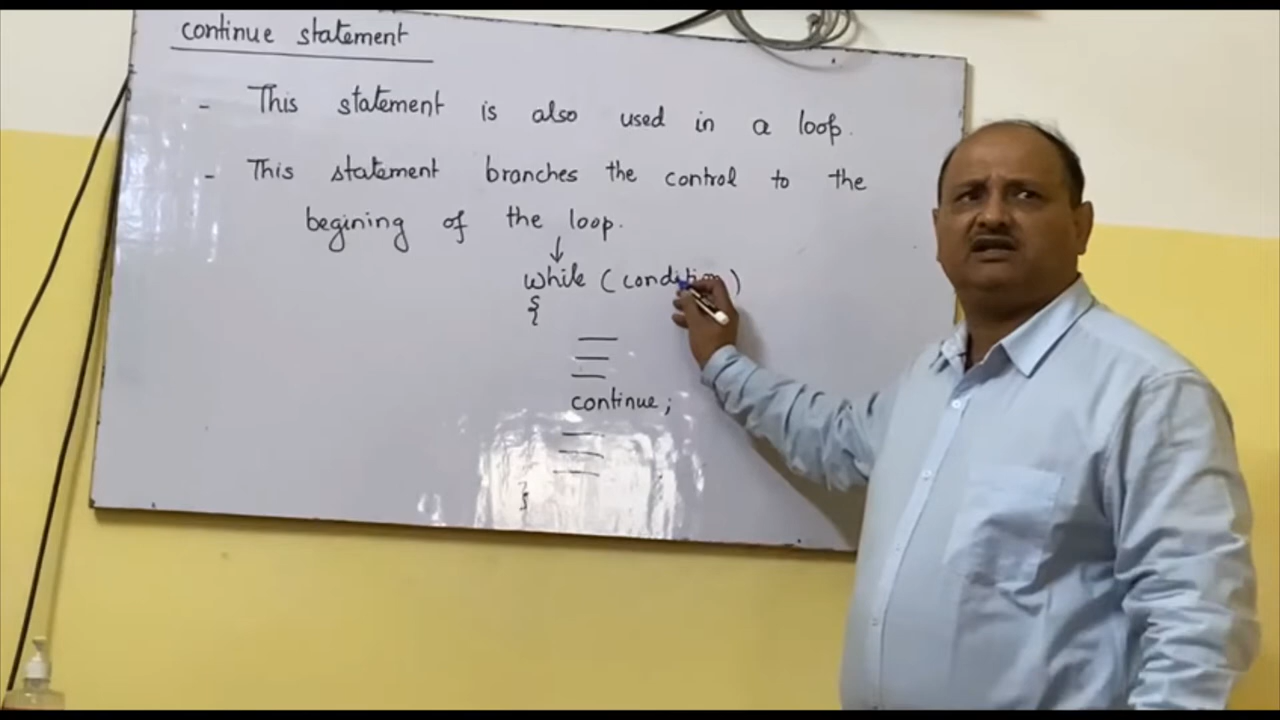 continue statement
- This statement is also used in a loop.
- This statement branches the control to the
begining of the loop.
↓
while (condition)
{
continue;
}